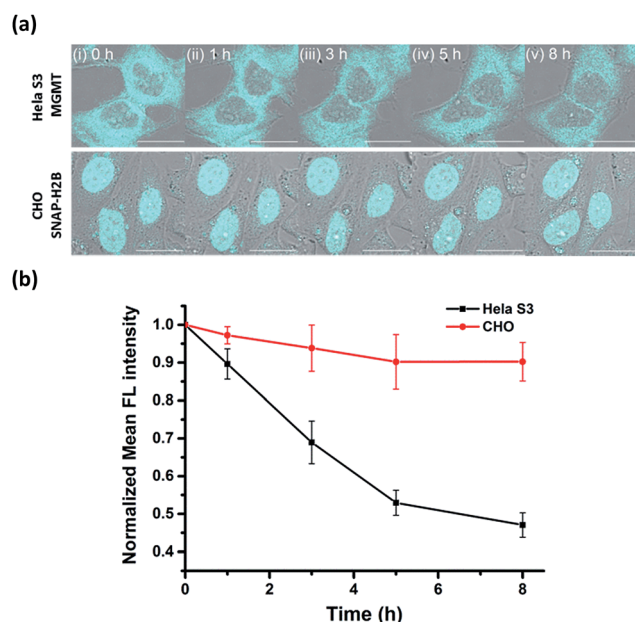 (a)
(i) 0 h (ii) 1 h (iii) 3 h (iv) 5 h (v) 8 h
Hela S3
MGMT
CHO
SNAP-H2B
(b)
Hela S3
CHO
Normalized Mean FL intensity
1.0
0.9
0.8
0.7
0.6
0.5
0.4
0 2 4 6 8
Time (h)